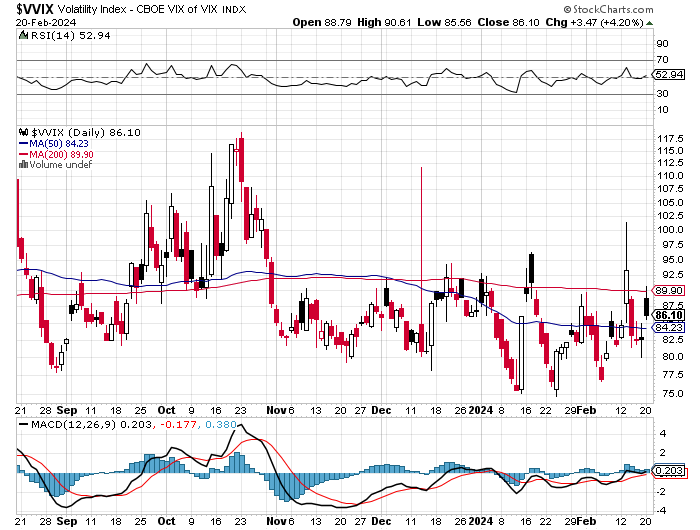 $VVIX Volatility Index - CBOE VIX of VIX INDX
© StockCharts.com
20-Feb-2024
Open 88.79 High 90.61 Low 85.56 Close 86.10 Chg +3.47 (+4.20%)
RSI(14) 52.94
90
70
52.94
30
10
$VVIX (Daily) 86.10
MA(50) 84.23
MA(200) 89.90
Volume undef
117.5
115.0
112.5
110.0
107.5
105.0
102.5
100.0
97.5
95.0
92.5
89.90
87.5
86.10
84.23
82.5
80.0
77.5
75.0
21 28 Sep 11 18 25 Oct 9 16 23 Nov 6 13 20 27 Dec 11 18 26 2024 8 16 22 29 Feb 12 20
MACD(12,26,9) 0.203, -0.177, 0.380
4
2
0.203
-2
-4
21 28 Sep 11 18 25 Oct 9 16 23 Nov 6 13 20 27 Dec 11 18 26 2024 8 16 22 29 Feb 12 20